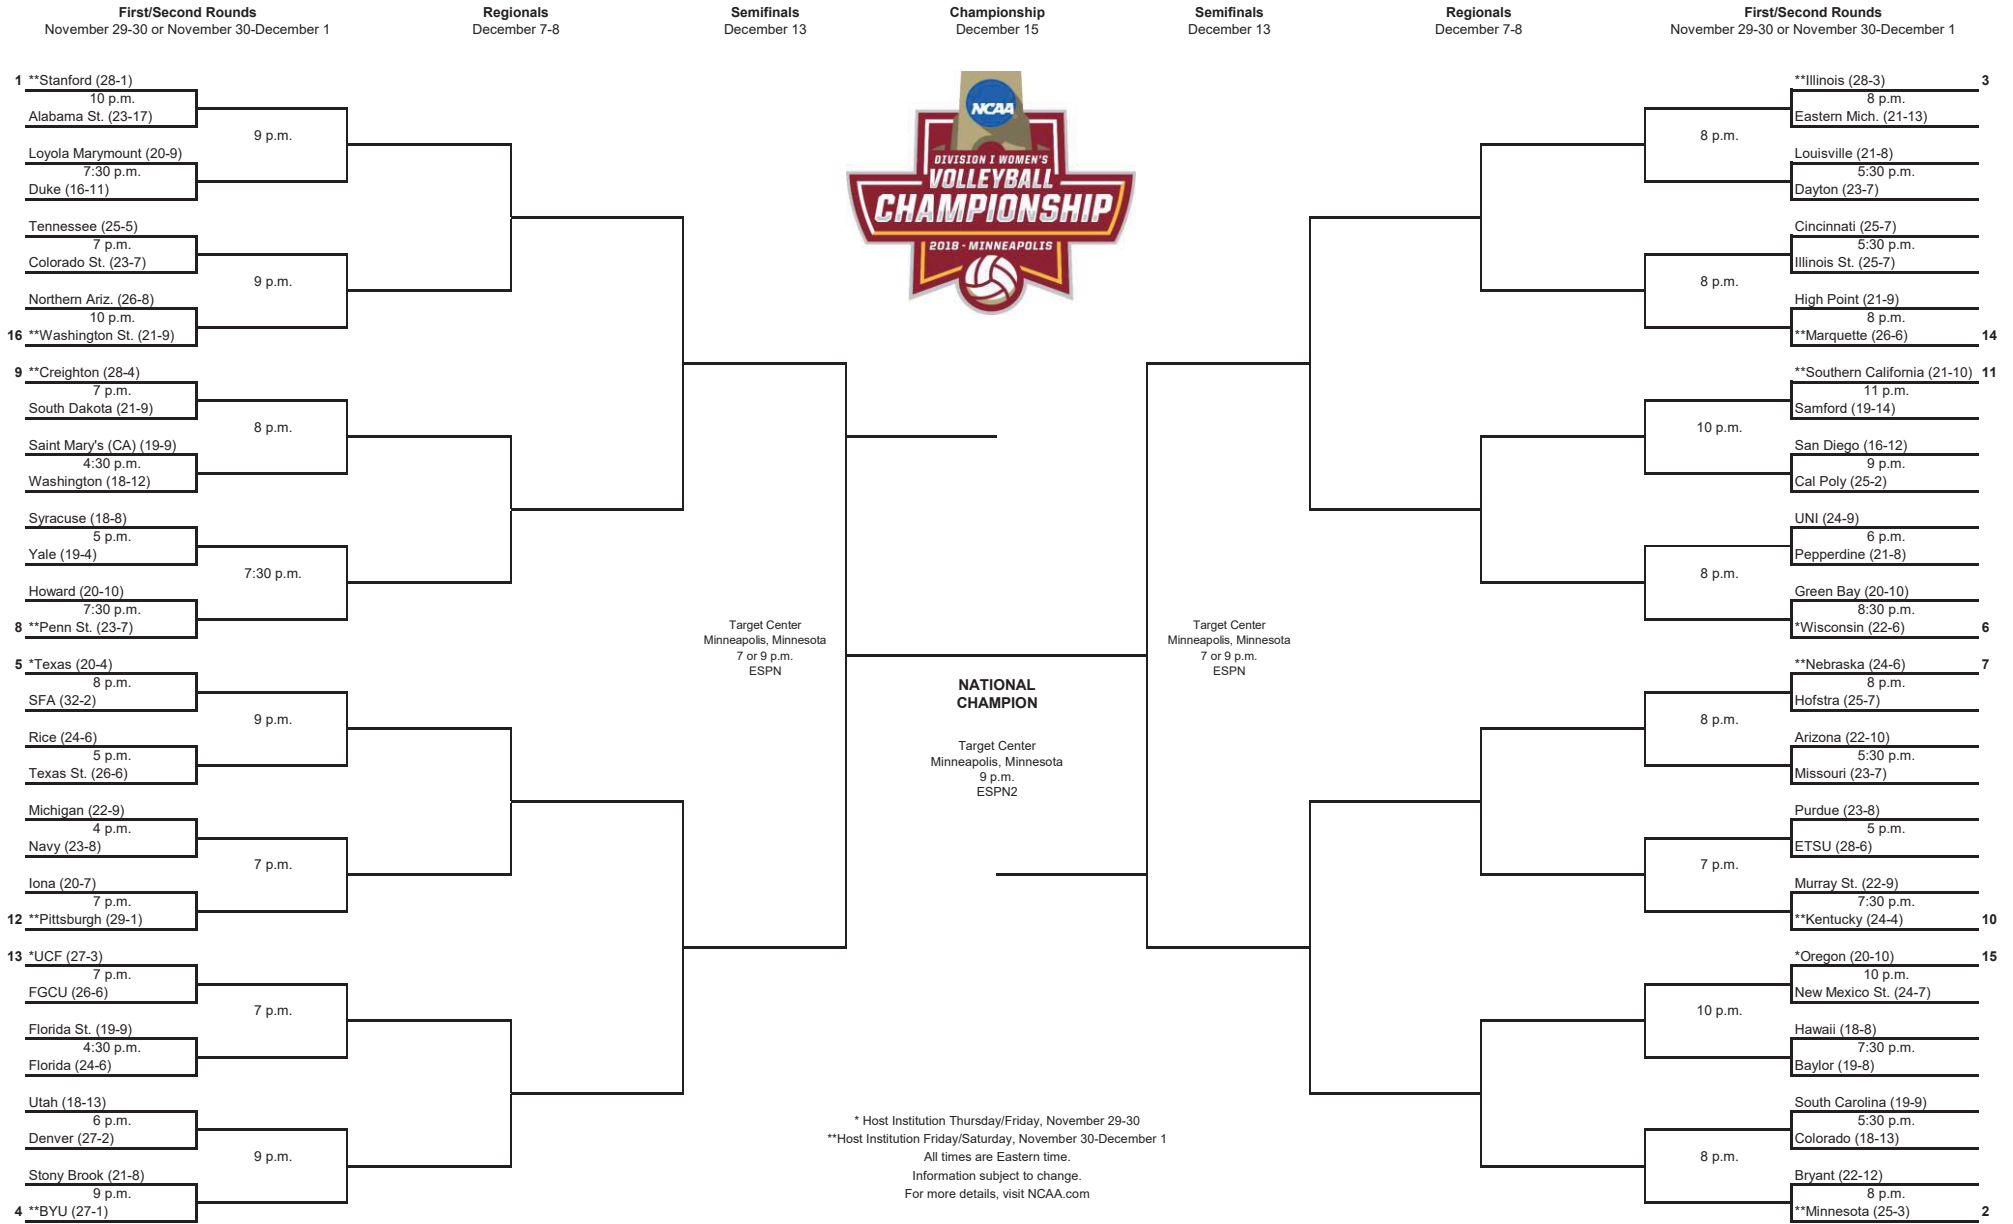 First/Second Rounds
November 29-30 or November 30-December 1
Regionals
December 7-8
Semifinals
December 13
Championship
December 15
Semifinals
December 13
Regionals
December 7-8
First/Second Rounds
November 29-30 or November 30-December 1
1 **Stanford (28-1)
10 p.m.
Alabama St. (23-17)
9 p.m.
Loyola Marymount (20-9)
7:30 p.m.
Duke (16-11)
Tennessee (25-5)
7 p.m.
Colorado St. (23-7)
9 p.m.
Northern Ariz. (26-8)
10 p.m.
16 **Washington St. (21-9)
9 **Creighton (28-4)
7 p.m.
South Dakota (21-9)
8 p.m.
Saint Mary's (CA) (19-9)
4:30 p.m.
Washington (18-12)
Syracuse (18-8)
5 p.m.
Yale (19-4)
7:30 p.m.
Howard (20-10)
7:30 p.m.
8 **Penn St. (23-7)
5 *Texas (20-4)
8 p.m.
SFA (32-2)
9 p.m.
Rice (24-6)
5 p.m.
Texas St. (26-6)
Michigan (22-9)
4 p.m.
Navy (23-8)
7 p.m.
Iona (20-7)
7 p.m.
12 **Pittsburgh (29-1)
13 *UCF (27-3)
7 p.m.
FGCU (26-6)
7 p.m.
Florida St. (19-9)
4:30 p.m.
Florida (24-6)
Utah (18-13)
6 p.m.
Denver (27-2)
9 p.m.
Stony Brook (21-8)
9 p.m.
4 **BYU (27-1)
Target Center
Minneapolis, Minnesota
7 or 9 p.m.
ESPN
NCAA
DIVISION I WOMEN'S
VOLLEYBALL
CHAMPIONSHIP
2018 - MINNEAPOLIS
NATIONAL
CHAMPION
Target Center
Minneapolis, Minnesota
9 p.m.
ESPN2
* Host Institution Thursday/Friday, November 29-30
**Host Institution Friday/Saturday, November 30-December 1
All times are Eastern time.
Information subject to change.
For more details, visit NCAA.com
Target Center
Minneapolis, Minnesota
7 or 9 p.m.
ESPN
**Illinois (28-3) 3
8 p.m.
Eastern Mich. (21-13)
8 p.m.
Louisville (21-8)
5:30 p.m.
Dayton (23-7)
Cincinnati (25-7)
5:30 p.m.
Illinois St. (25-7)
8 p.m.
High Point (21-9)
8 p.m.
**Marquette (26-6) 14
**Southern California (21-10) 11
11 p.m.
Samford (19-14)
10 p.m.
San Diego (16-12)
9 p.m.
Cal Poly (25-2)
UNI (24-9)
6 p.m.
Pepperdine (21-8)
8 p.m.
Green Bay (20-10)
8:30 p.m.
*Wisconsin (22-6) 6
**Nebraska (24-6) 7
8 p.m.
Hofstra (25-7)
8 p.m.
Arizona (22-10)
5:30 p.m.
Missouri (23-7)
Purdue (23-8)
5 p.m.
ETSU (28-6)
7 p.m.
Murray St. (22-9)
7:30 p.m.
**Kentucky (24-4) 10
*Oregon (20-10) 15
10 p.m.
New Mexico St. (24-7)
10 p.m.
Hawaii (18-8)
7:30 p.m.
Baylor (19-8)
South Carolina (19-9)
5:30 p.m.
Colorado (18-13)
8 p.m.
Bryant (22-12)
8 p.m.
**Minnesota (25-3) 2